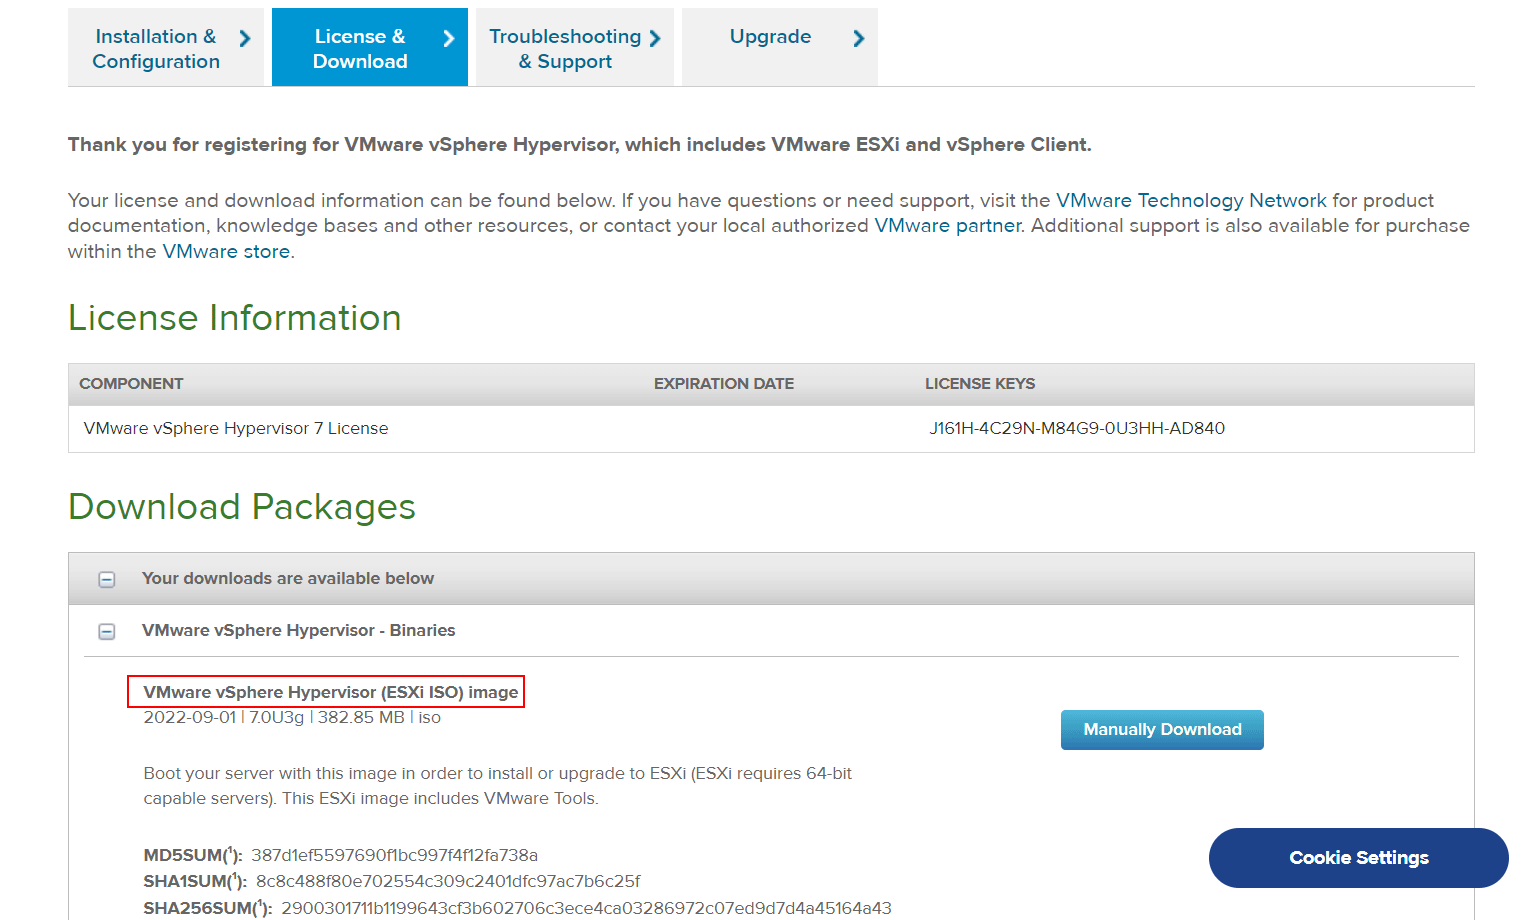 Installation &
Configuration
License &
Download
Troubleshooting
& Support
Upgrade
Thank you for registering for VMware vSphere Hypervisor, which includes VMware ESXi and vSphere Client.
Your license and download information can be found below. If you have questions or need support, visit the VMware Technology Network for product
documentation, knowledge bases and other resources, or contact your local authorized VMware partner. Additional support is also available for purchase
within the VMware store.
License Information
COMPONENT EXPIRATION DATE LICENSE KEYS
VMware vSphere Hypervisor 7 License J161H-4C29N-M84G9-0U3HH-AD840
Download Packages
Your downloads are available below
VMware vSphere Hypervisor - Binaries
VMware vSphere Hypervisor (ESXi ISO) image
2022-09-01 | 7.0U3g | 382.85 MB | iso
Manually Download
Boot your server with this image in order to install or upgrade to ESXi (ESXi requires 64-bit
capable servers). This ESXi image includes VMware Tools.
MD5SUM(¹): 387d1ef5597690f1bc997f4f12fa738a
SHA1SUM(¹): 8c8c488f80e702554c309c2401dfc97ac7b6c25f
SHA256SUM(¹): 2900301711b1199643cf3b602706c3ece4ca03286972c07ed9d7d4a45164a43
Cookie Settings